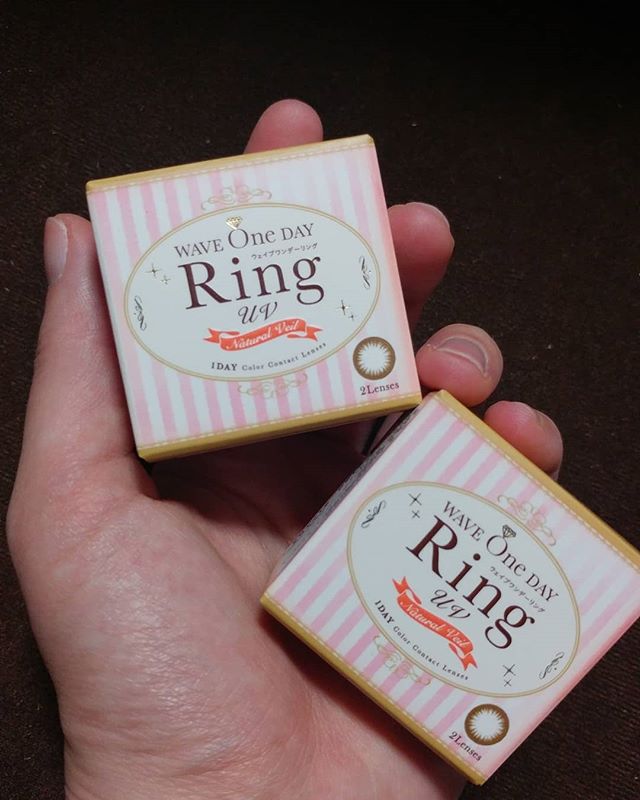 WAVE One DAY
ウェイブワンデーリング
Ring
UV
Natural Veil
1DAY Color Contact Lenses
2Lenses
WAVE One DAY
ウェイブワンデーリング
Ring
UV
Natural Veil
1DAY Color Contact Lenses
2Lenses